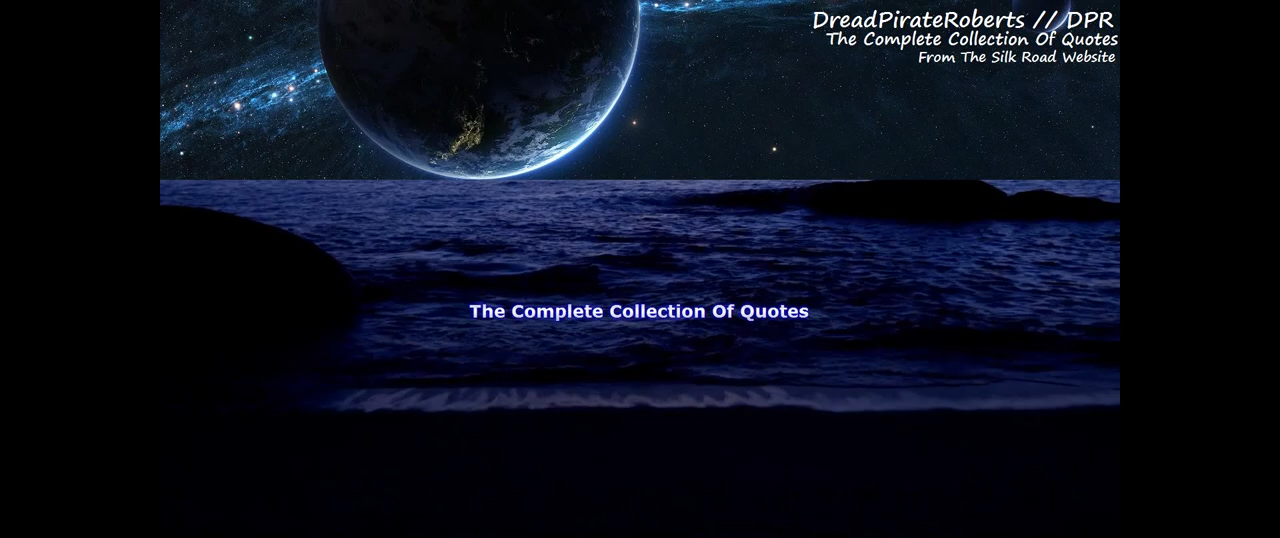 DreadPirateRoberts // DPR
The Complete Collection Of Quotes
From The Silk Road Website
The Complete Collection Of Quotes